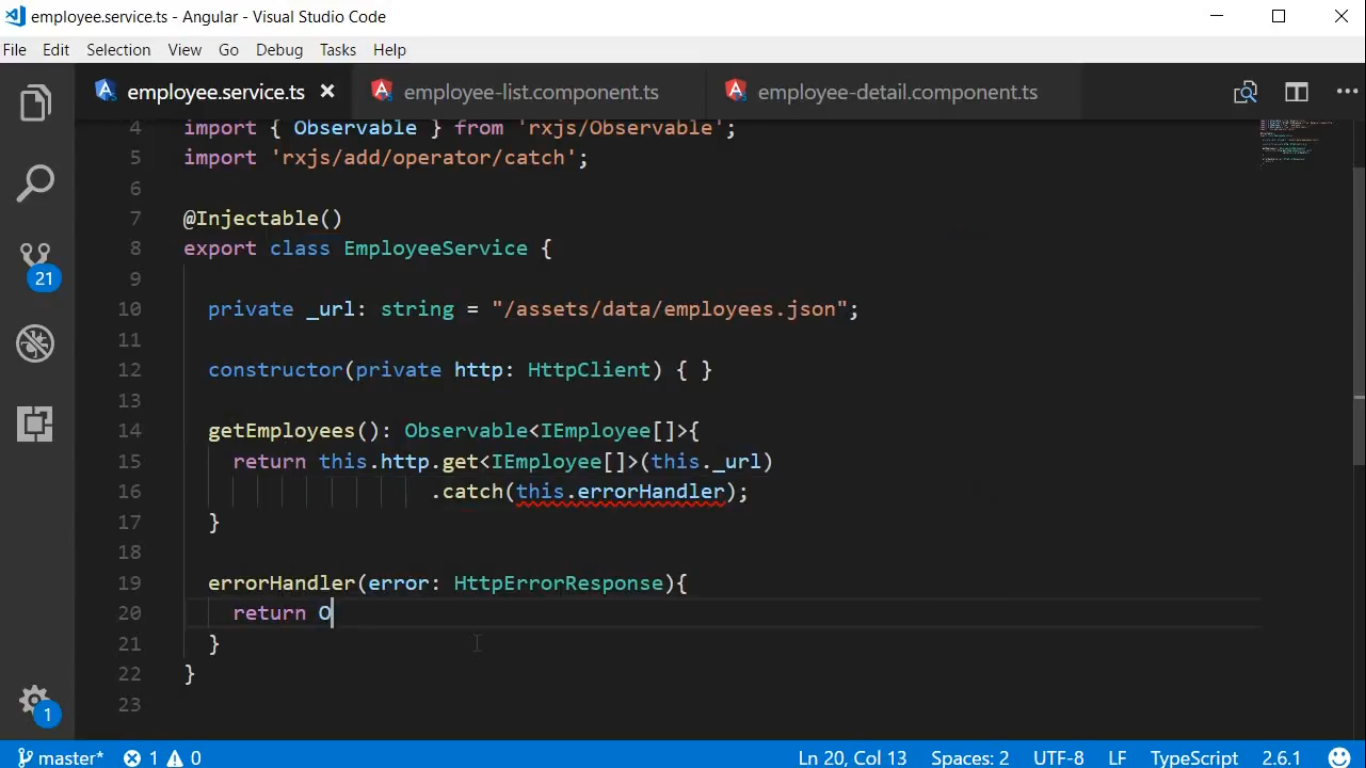 employee.service.ts - Angular - Visual Studio Code
File Edit Selection View Go Debug Tasks Help
employee.service.ts employee-list.component.ts employee-detail.component.ts
4 import { Observable } from 'rxjs/Observable';
5 import 'rxjs/add/operator/catch';
6
7 @Injectable()
8 export class EmployeeService {
9
10 private _url: string = "/assets/data/employees.json";
11
12 constructor(private http: HttpClient) { }
13
14 getEmployees(): Observable<IEmployee[]>{
15 return this.http.get<IEmployee[]>(this._url)
16 .catch(this.errorHandler);
17 }
18
19 errorHandler(error: HttpErrorResponse){
20 return O
21 }
22 }
23
21
1
master* 1 0 Ln 20, Col 13 Spaces: 2 UTF-8 LF TypeScript 2.6.1